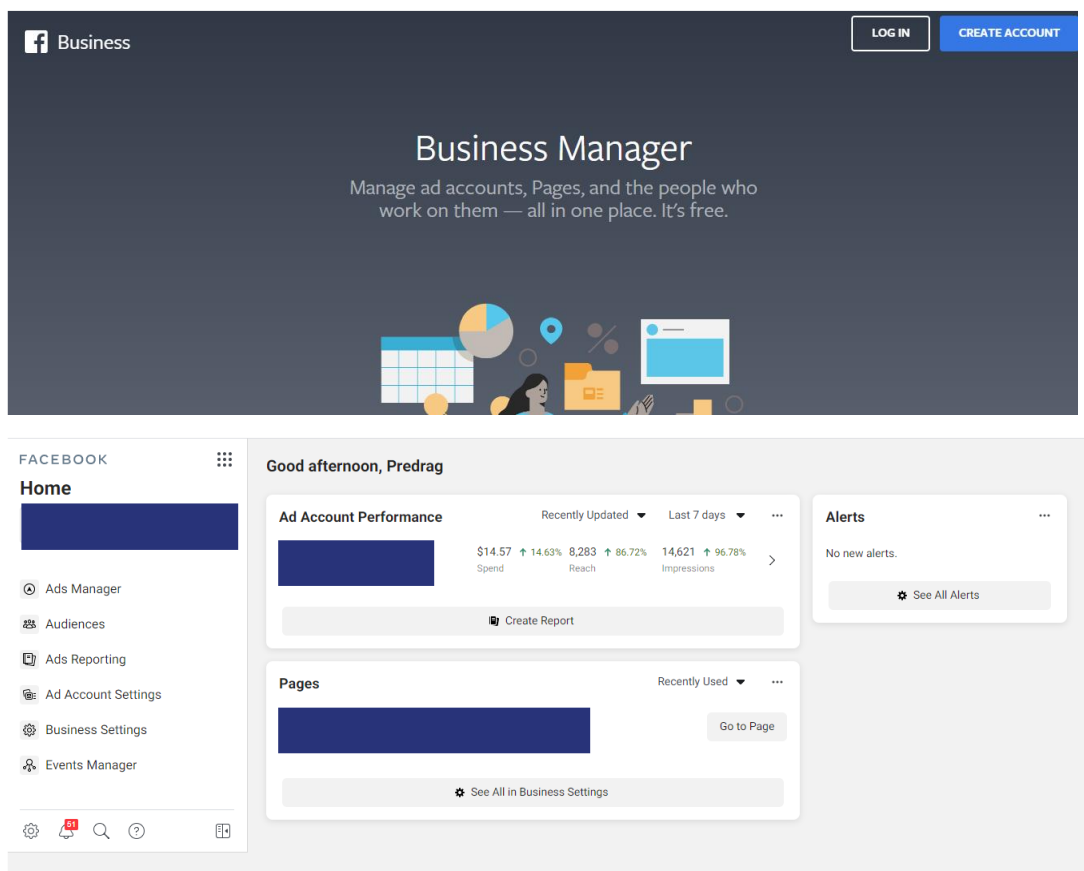 Business
LOG IN
CREATE ACCOUNT
Business Manager
Manage ad accounts, Pages, and the people who
work on them — all in one place. It's free.
FACEBOOK
Home
Ads Manager
Audiences
Ads Reporting
Ad Account Settings
Business Settings
Events Manager
51
Good afternoon, Predrag
Ad Account Performance
Recently Updated
Last 7 days
$14.57 ↑ 14.63% 8,283 ↑ 86.72% 14,621 ↑ 96.78%
Spend Reach Impressions
Create Report
Pages
Recently Used
Go to Page
See All in Business Settings
Alerts
No new alerts.
See All Alerts